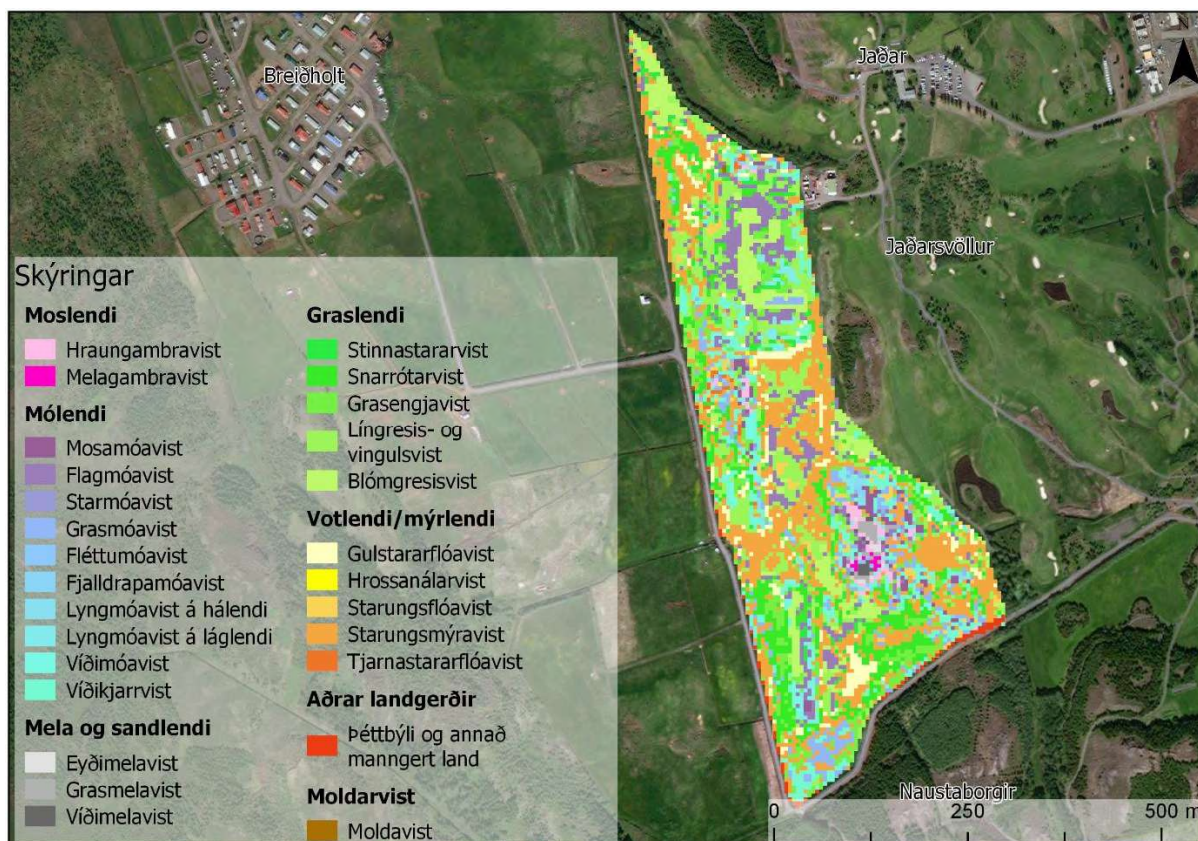 Breiðholt
Jaðar
Jaðarsvöllur
Skýringar
Moslendi
Hraungambravist
Melagambravist
Mólendi
Mosamóavist
Flagmóavist
Starmóavist
Grasmóavist
Fléttumóavist
Fjalldrapamóavist
Lyngmóavist á hálendi
Lyngmóavist á láglendi
Víðimóavist
Víðikjarrvist
Mela og sandlendi
Eyðimelavist
Grasmelavist
Víðimelavist
Graslendi
Stinnastararvist
Snarrótarvist
Grasengjavist
Língresis- og
vingulsvist
Blómgresisvist
Votlendi/mýrlendi
Gulstararflóavist
Hrossanálarvist
Starungsflóavist
Starungsmýravist
Tjarnastararflóavist
Aðrar landgerðir
Þéttbýli og annað
manngert land
Moldarvist
Moldavist
Naustaborgir
0 250 500 m